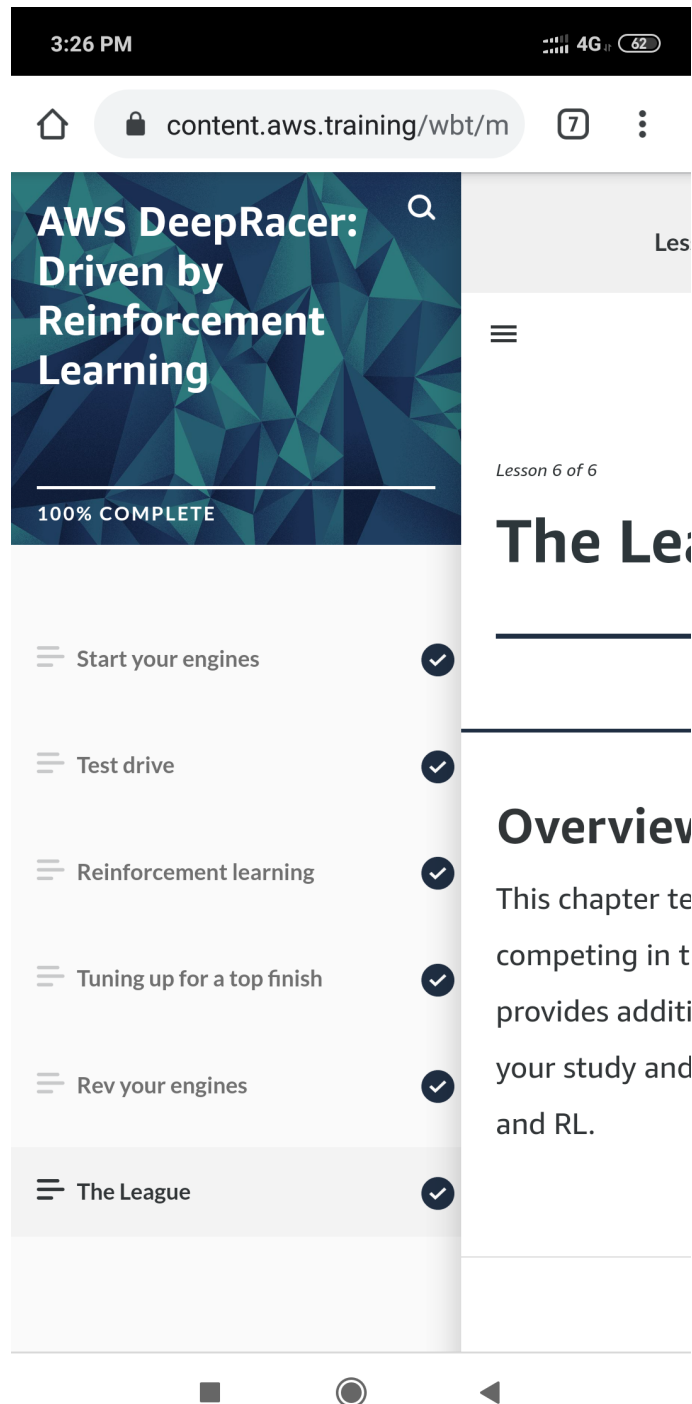 3:26 PM
4G 62
content.aws.training/wbt/m
7
AWS DeepRacer:
Driven by
Reinforcement
Learning
100% COMPLETE
Start your engines
Test drive
Reinforcement learning
Tuning up for a top finish
Rev your engines
The League
Les
Lesson 6 of 6
The Lea
Overview
This chapter te
competing in t
provides additi
your study and
and RL.